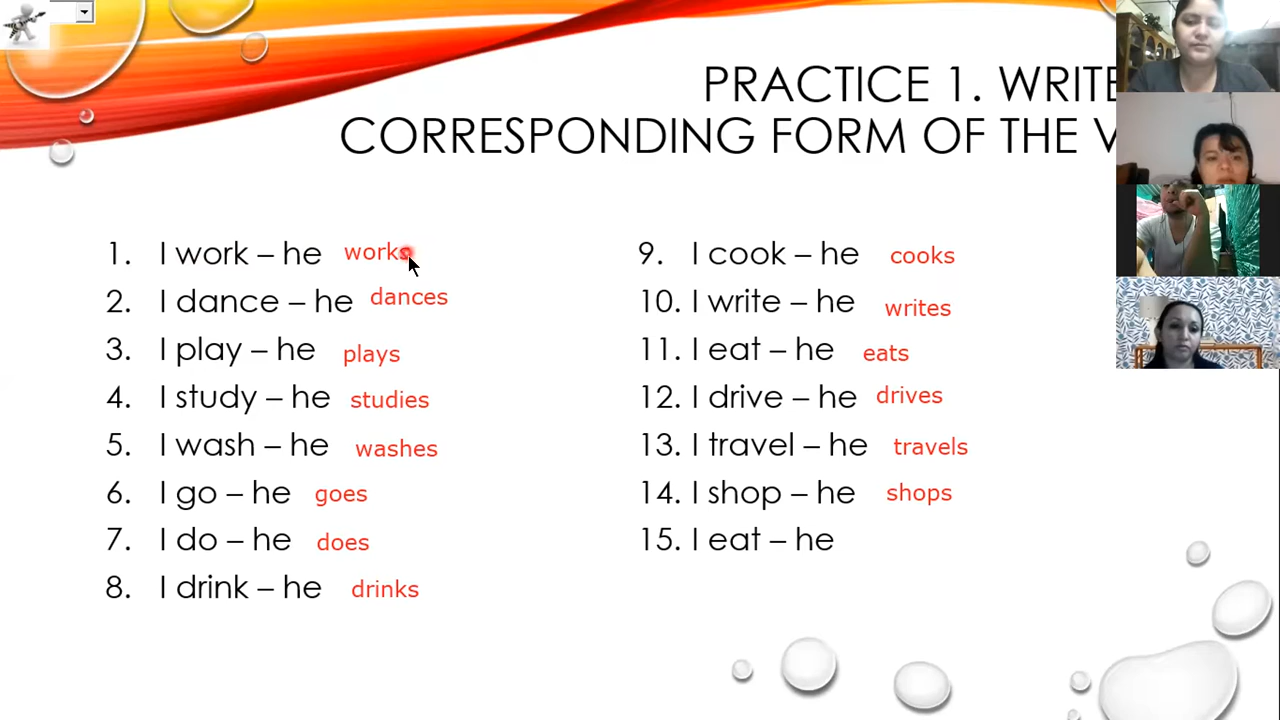 PRACTICE 1. WRITE
CORRESPONDING FORM OF THE
1. I work – he works
2. I dance – he dances
3. I play – he plays
4. I study – he studies
5. I wash – he washes
6. I go – he goes
7. I do – he does
8. I drink – he drinks
9. I cook – he cooks
10. I write – he writes
11. I eat – he eats
12. I drive – he drives
13. I travel – he travels
14. I shop – he shops
15. I eat – he